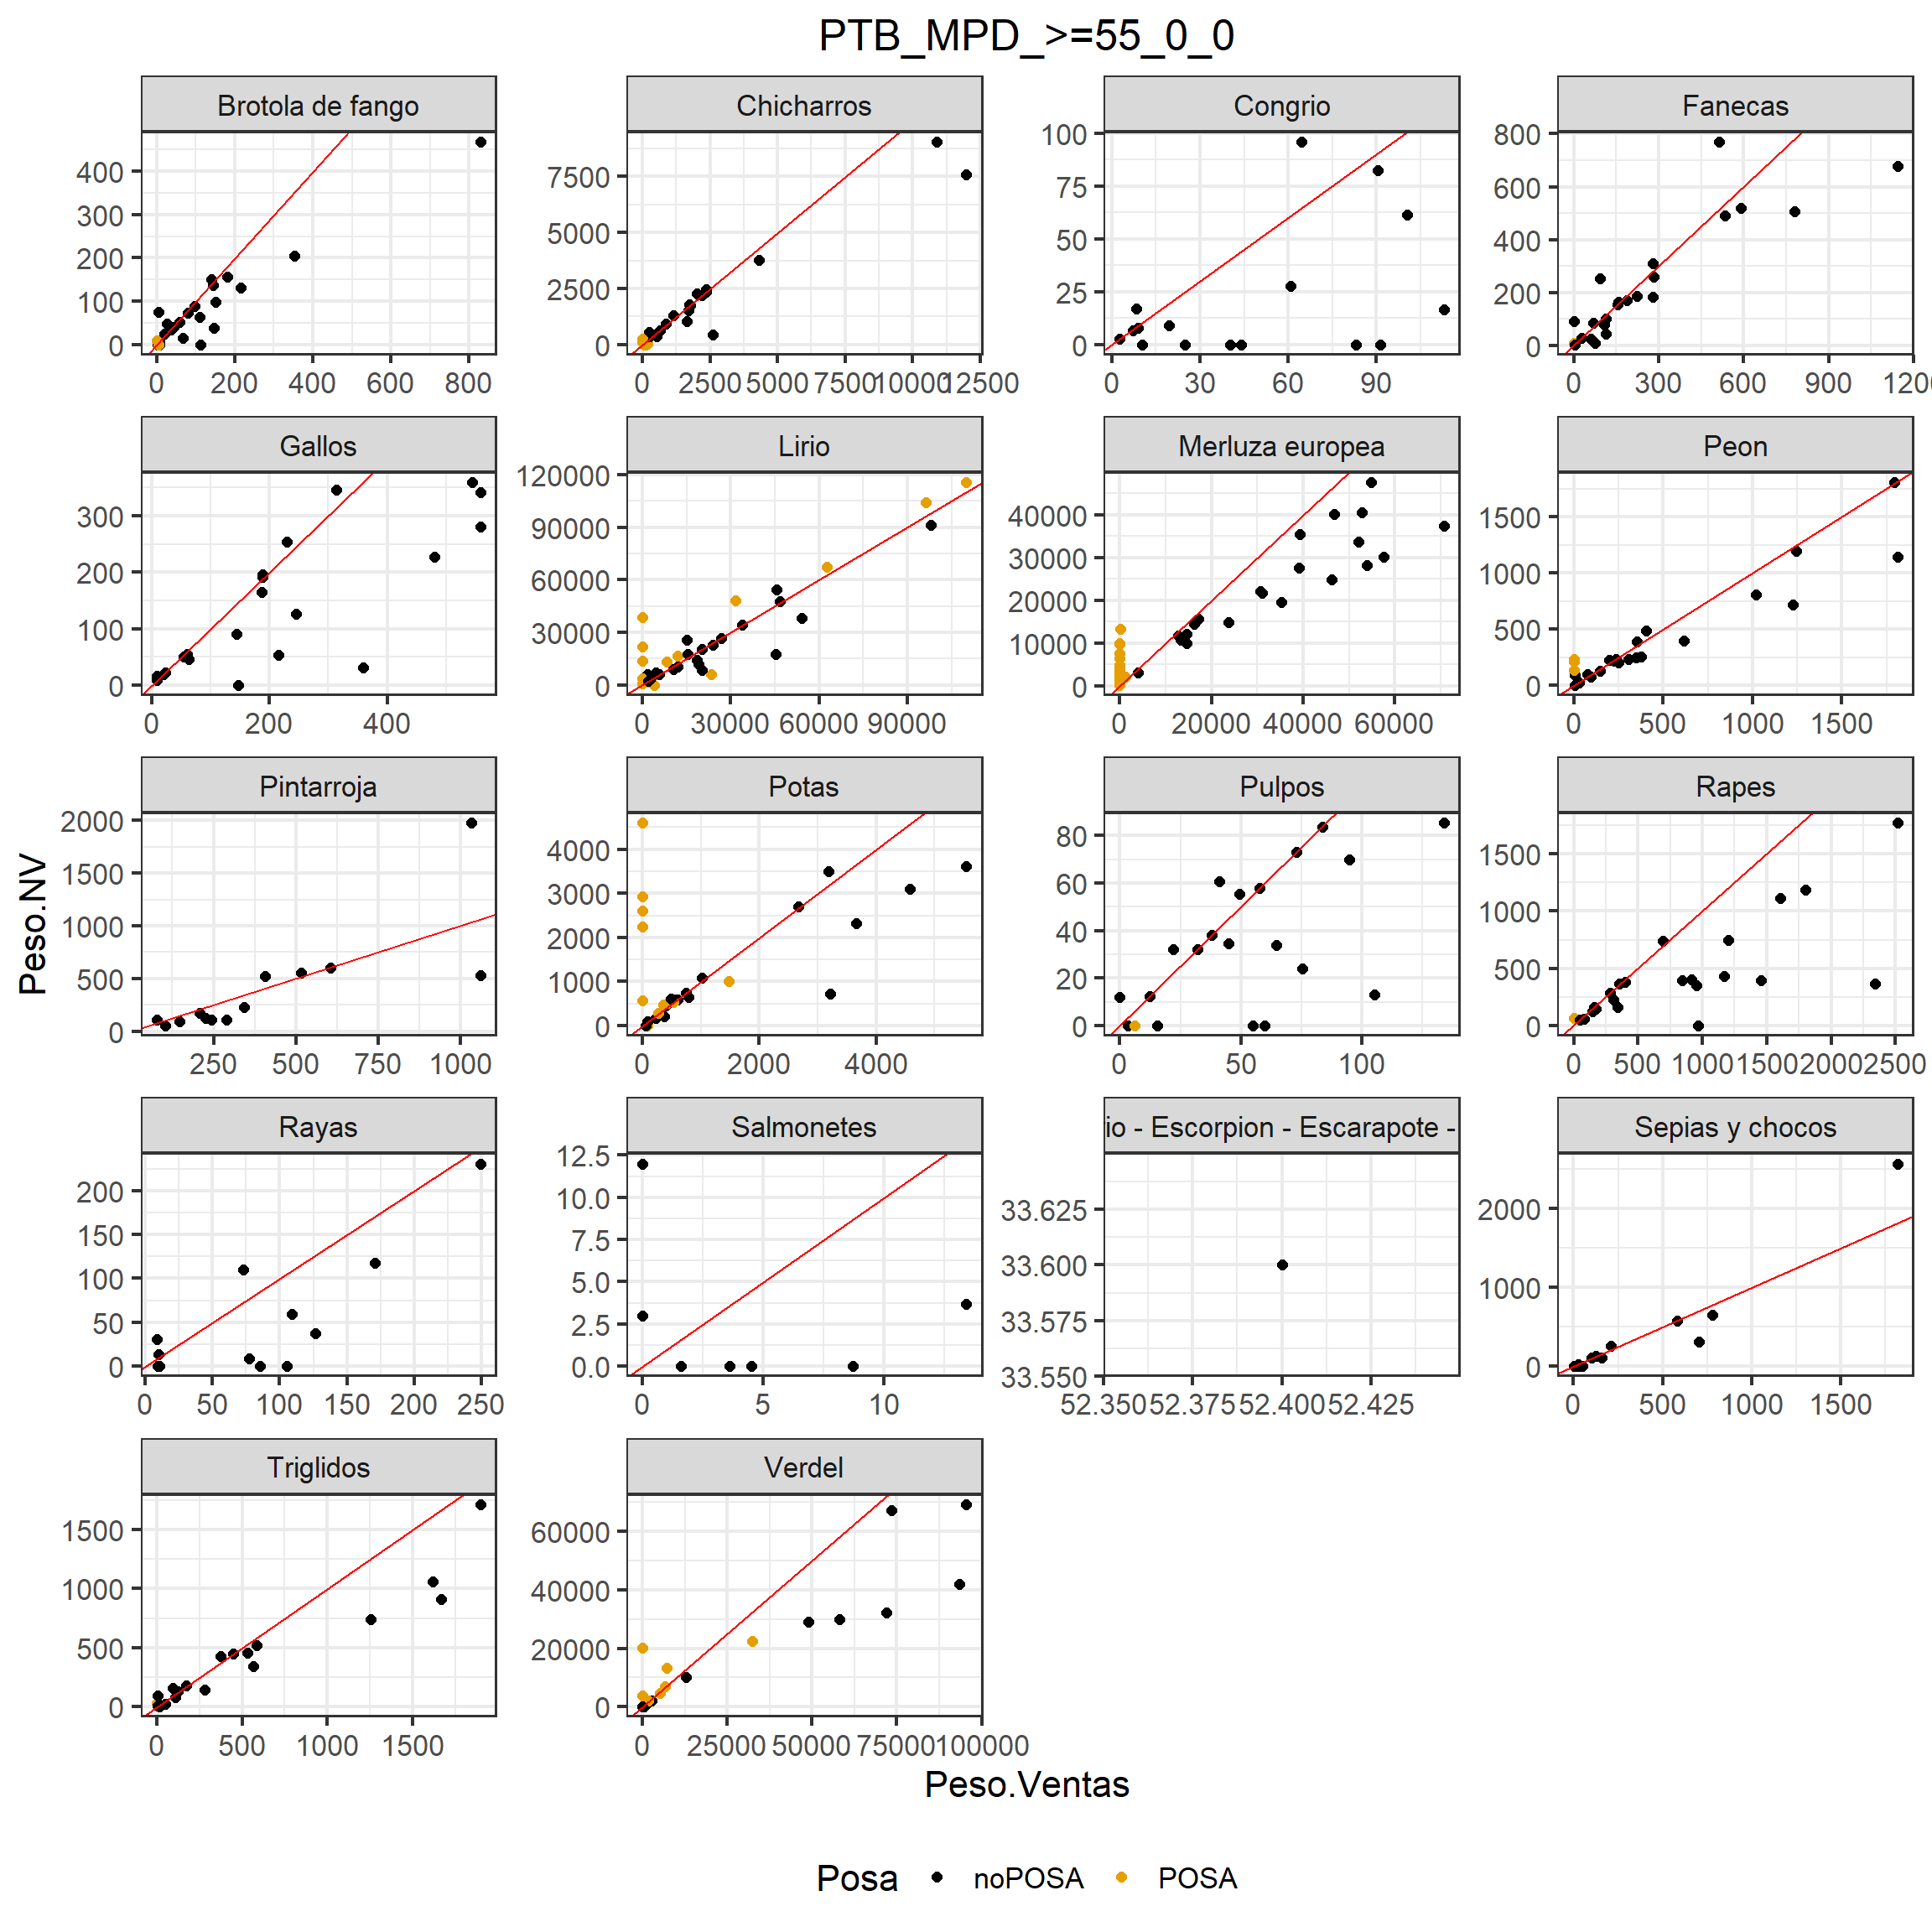 PTB_MPD_>=55_0_0
Brotola de fango Chicharros Congrio Fanecas
400 300 200 100 0
0 200 400 600 800
7500 5000 2500 0
0 2500 5000 7500 10000 12500
100 75 50 25 0
0 30 60 90
800 600 400 200 0
0 300 600 900
Gallos Lirio Merluza europea Peon
300 200 100 0
0 200 400
120000 90000 60000 30000 0
0 30000 60000 90000
40000 30000 20000 10000 0
0 20000 40000 60000
1500 1000 500 0
0 500 1000 1500
Pintarroja Potas Pulpos Rapes
2000 1500 1000 500 0
250 500 750 1000
4000 3000 2000 1000 0
0 2000 4000
80 60 40 20 0
0 50 100
1500 1000 500 0
0 500 1000 1500 2000 2500
Rayas Salmonetes io - Escorpion - Escarapote - Sepias y chocos
200 150 100 50 0
0 50 100 150 200 250
12.5 10.0 7.5 5.0 2.5 0.0
0 5 10
33.625 33.600 33.575 33.550
52.350 52.375 52.400 52.425
2000 1000 0
0 500 1000 1500
Triglidos Verdel
1500 1000 500 0
0 500 1000 1500
60000 40000 20000 0
0 25000 50000 75000 100000
Peso.NV
Peso.Ventas
Posa noPOSA POSA